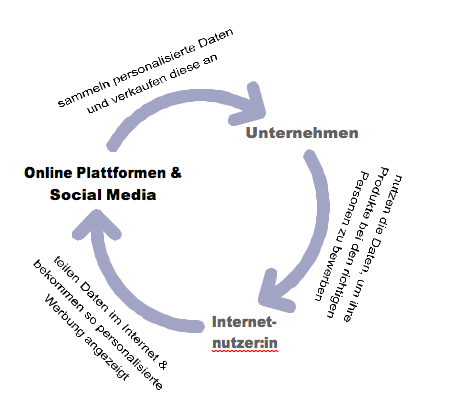 sammeln personalisierte Daten
und verkaufen diese an
Unternehmen
nutzen die Daten, um ihre
Produkte bei den richtigen
Personen zu bewerben
Internet-
nutzer:in
teilen Daten im Internet &
bekommen so personalisierte
Werbung angezeigt
Online Plattformen &
Social Media